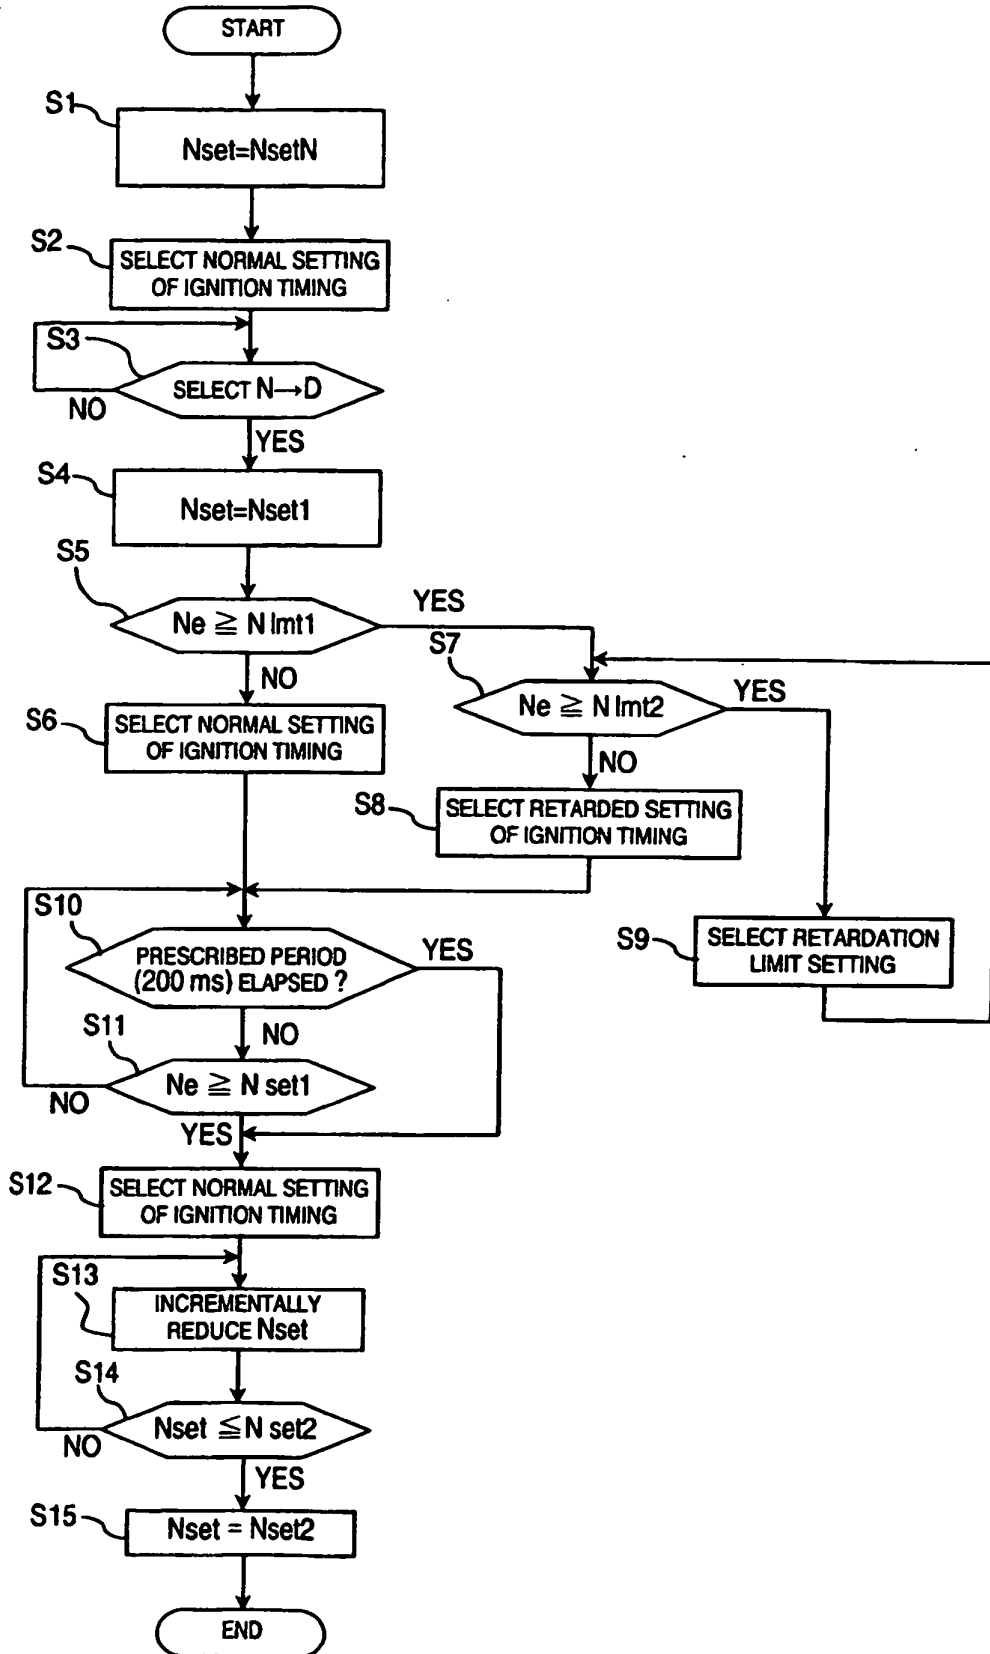 START
S1
Nset=NsetN
S2
SELECT NORMAL SETTING
OF IGNITION TIMING
S3
SELECT N→D
NO
YES
S4
Nset=Nset1
S5
Ne ≧ N lmt1
YES
NO
S6
SELECT NORMAL SETTING
OF IGNITION TIMING
S7
Ne ≧ N lmt2
YES
NO
S8
SELECT RETARDED SETTING
OF IGNITION TIMING
S9
SELECT RETARDATION
LIMIT SETTING
S10
PRESCRIBED PERIOD
(200 ms) ELAPSED ?
YES
NO
S11
Ne ≧ N set1
NO
YES
S12
SELECT NORMAL SETTING
OF IGNITION TIMING
S13
INCREMENTALLY
REDUCE Nset
S14
Nset ≦ N set2
NO
YES
S15
Nset = Nset2
END